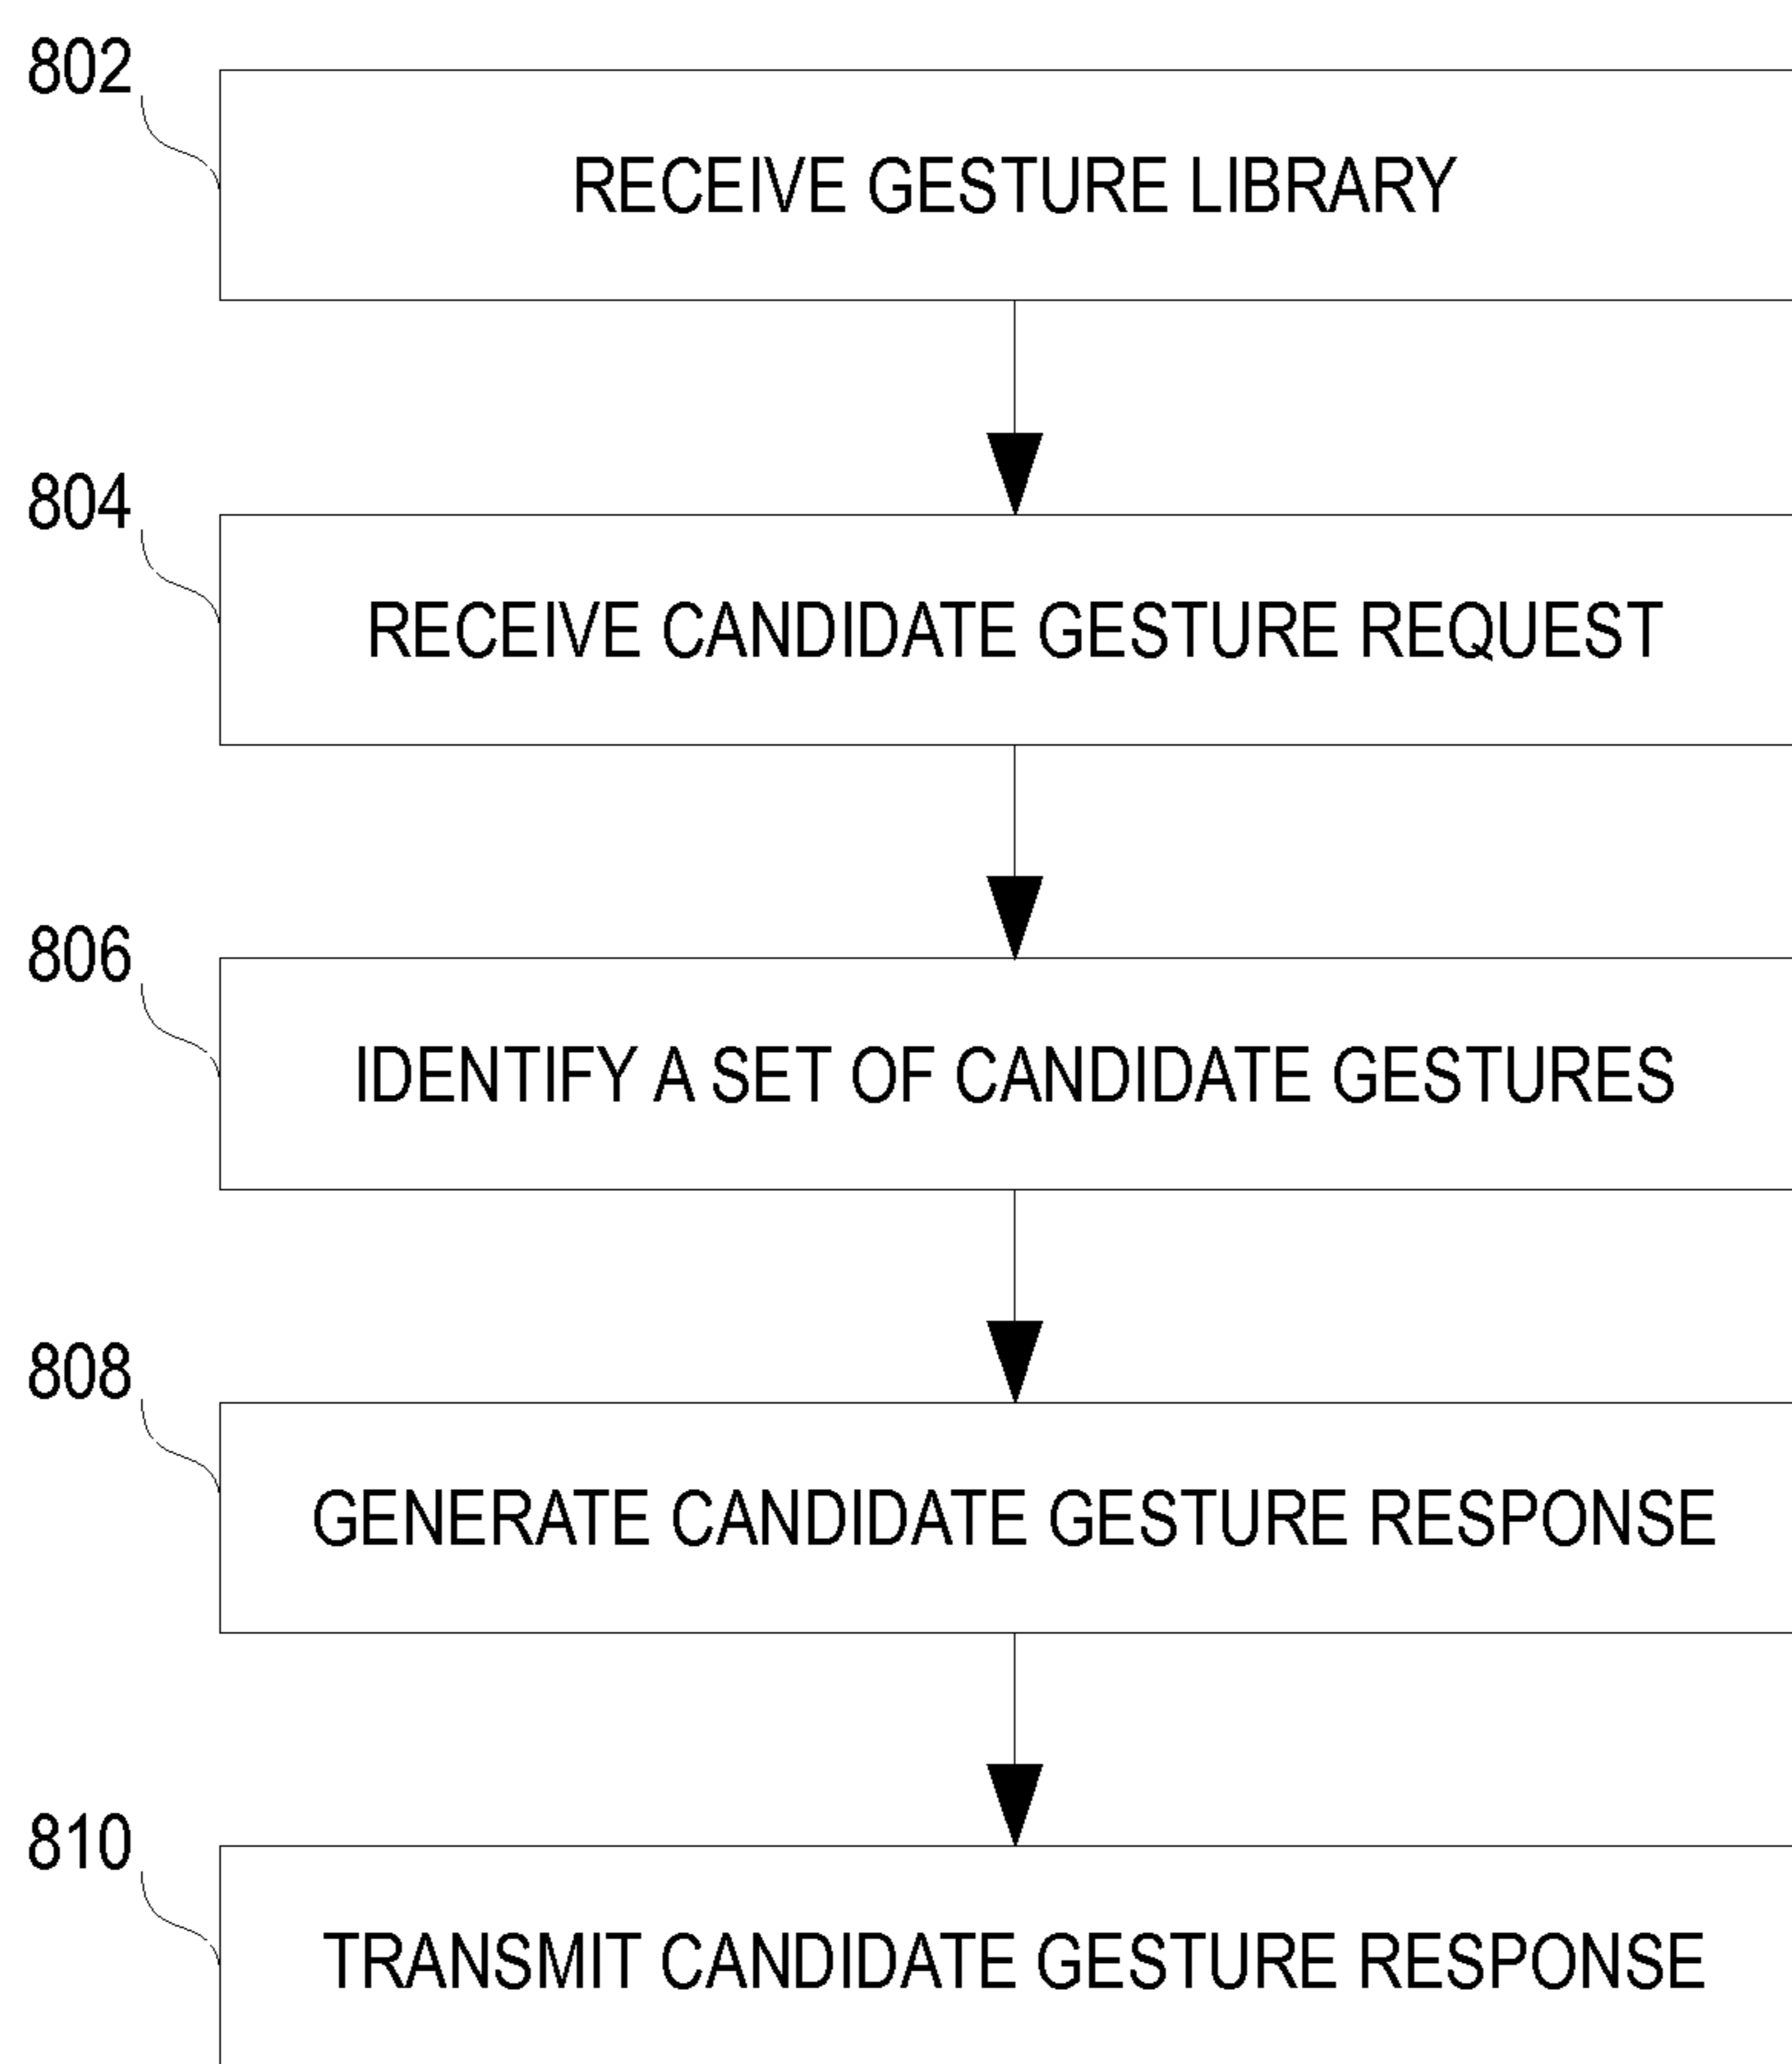 802
RECEIVE GESTURE LIBRARY
804
RECEIVE CANDIDATE GESTURE REQUEST
806
IDENTIFY A SET OF CANDIDATE GESTURES
808
GENERATE CANDIDATE GESTURE RESPONSE
810
TRANSMIT CANDIDATE GESTURE RESPONSE